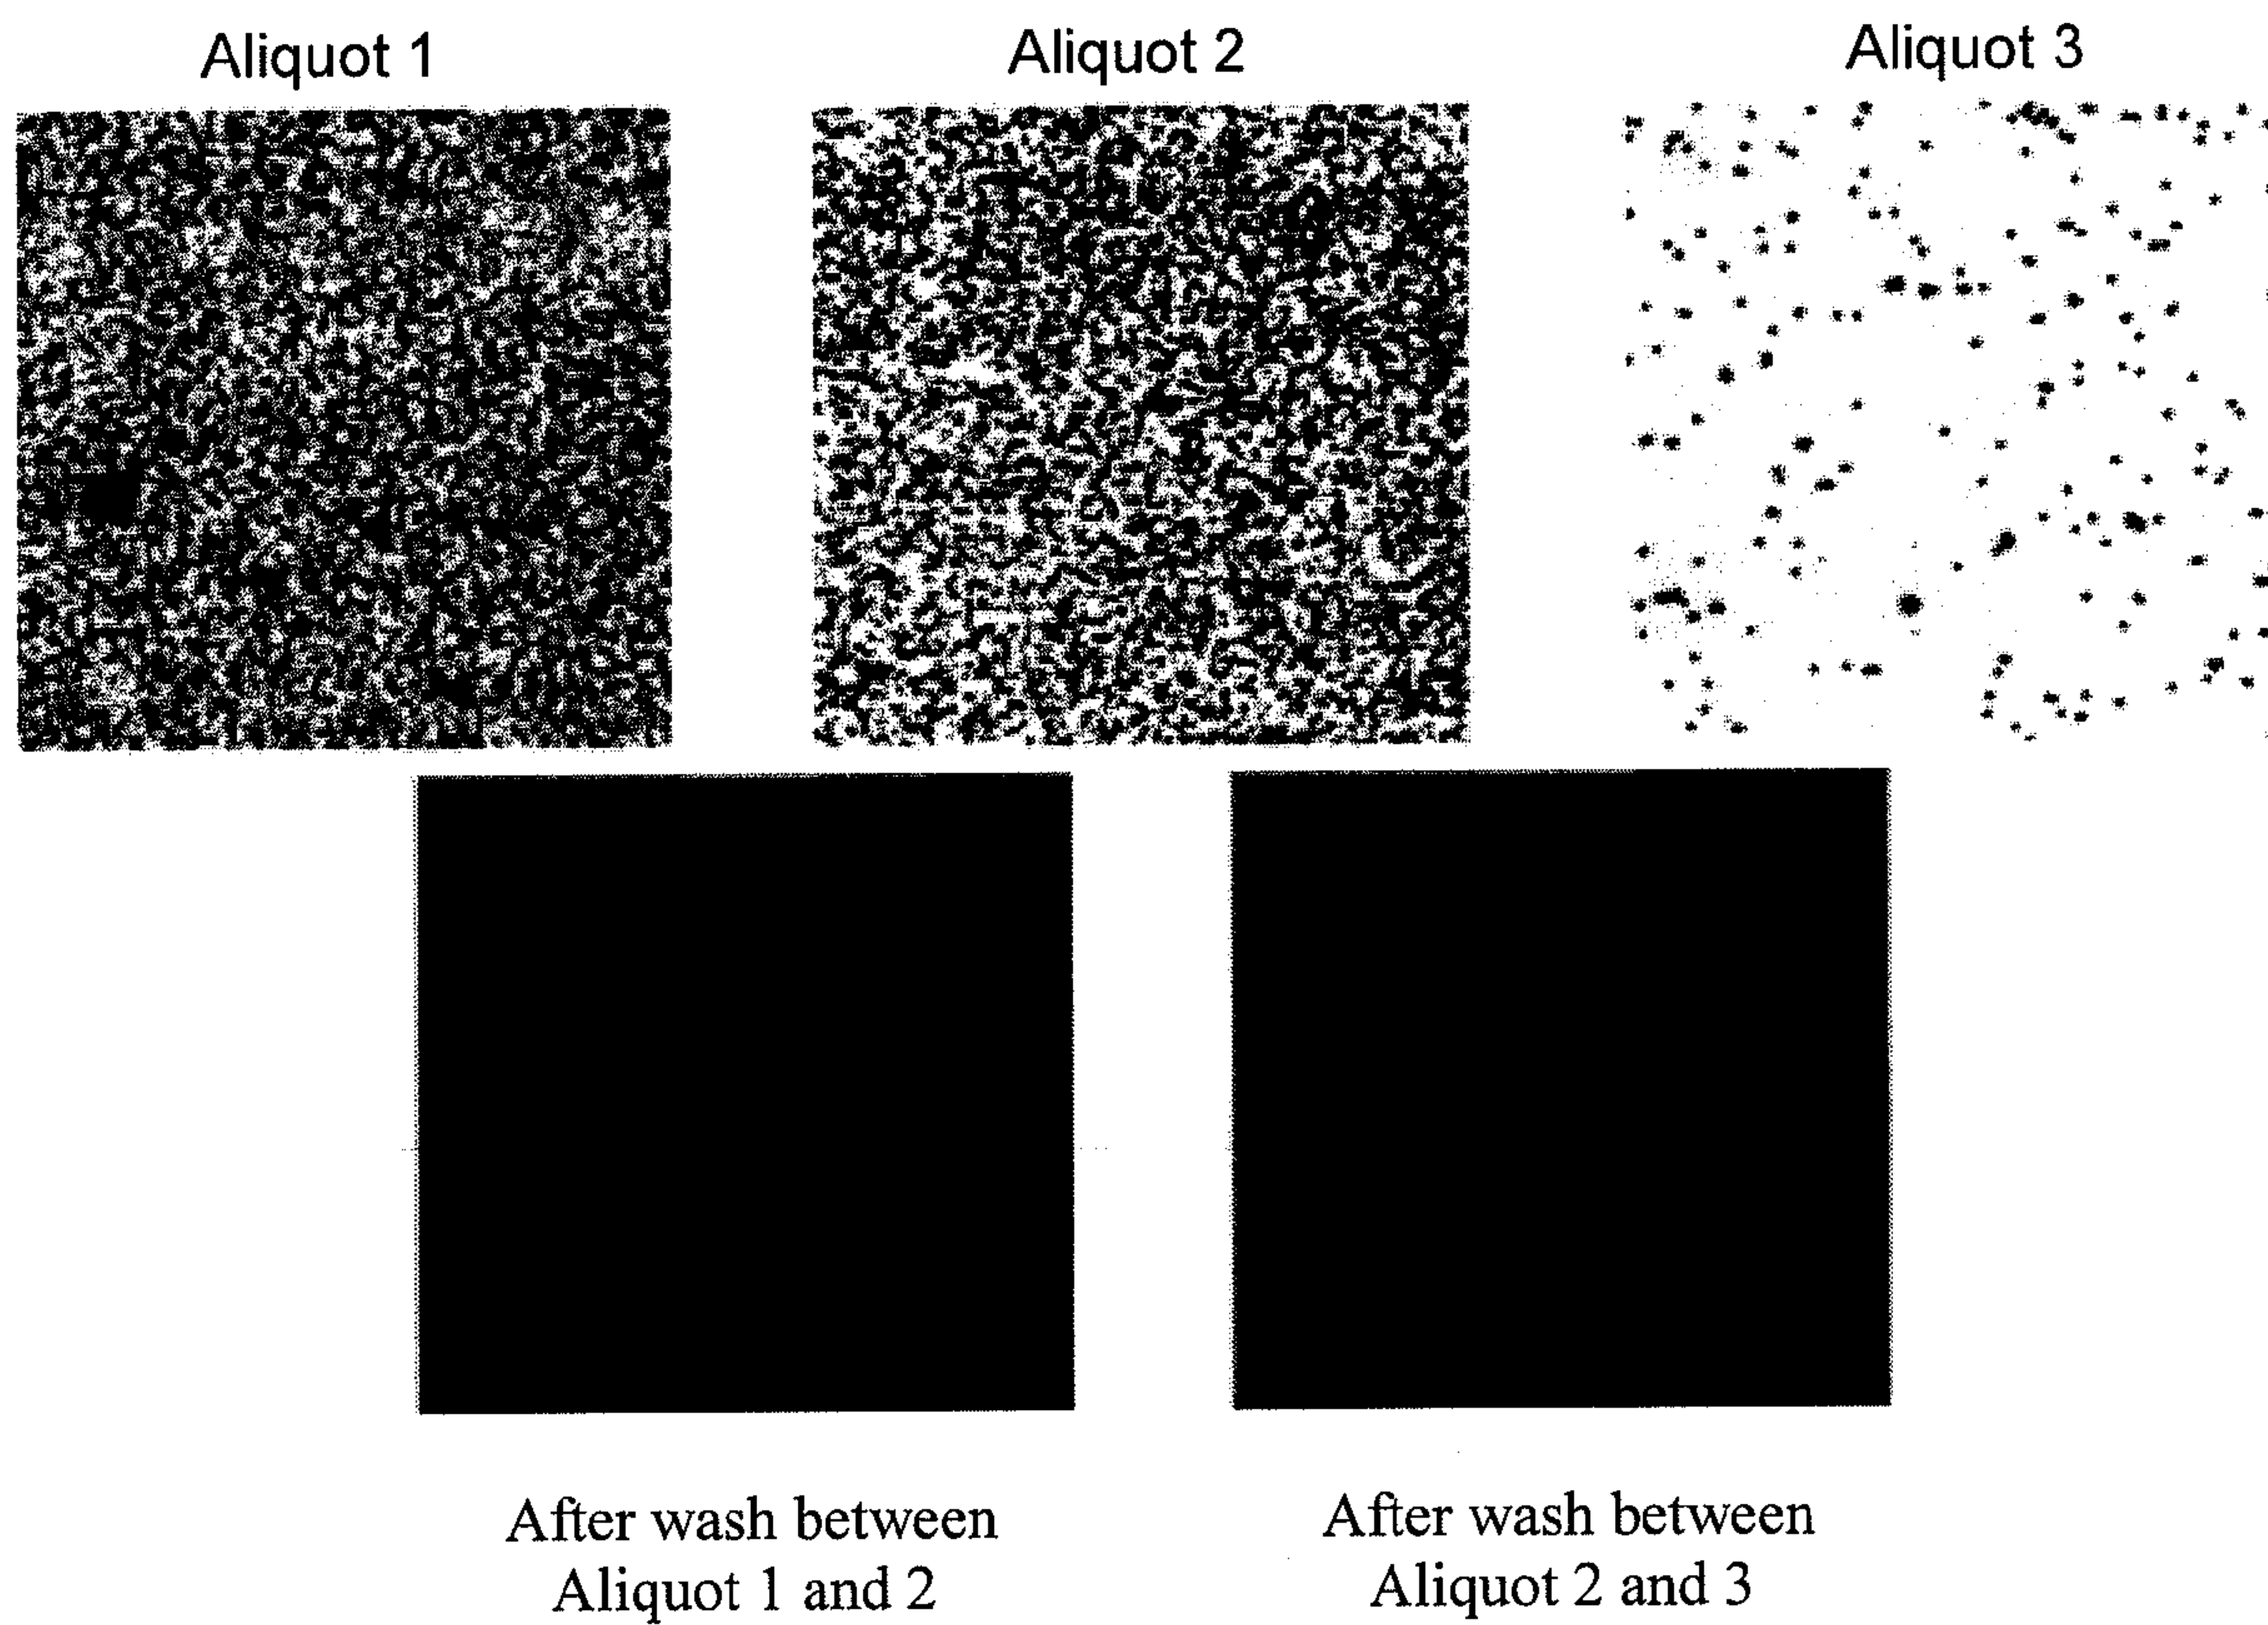 Aliquot 1
Aliquot 2
Aliquot 3
After wash between
Aliquot 1 and 2
After wash between
Aliquot 2 and 3